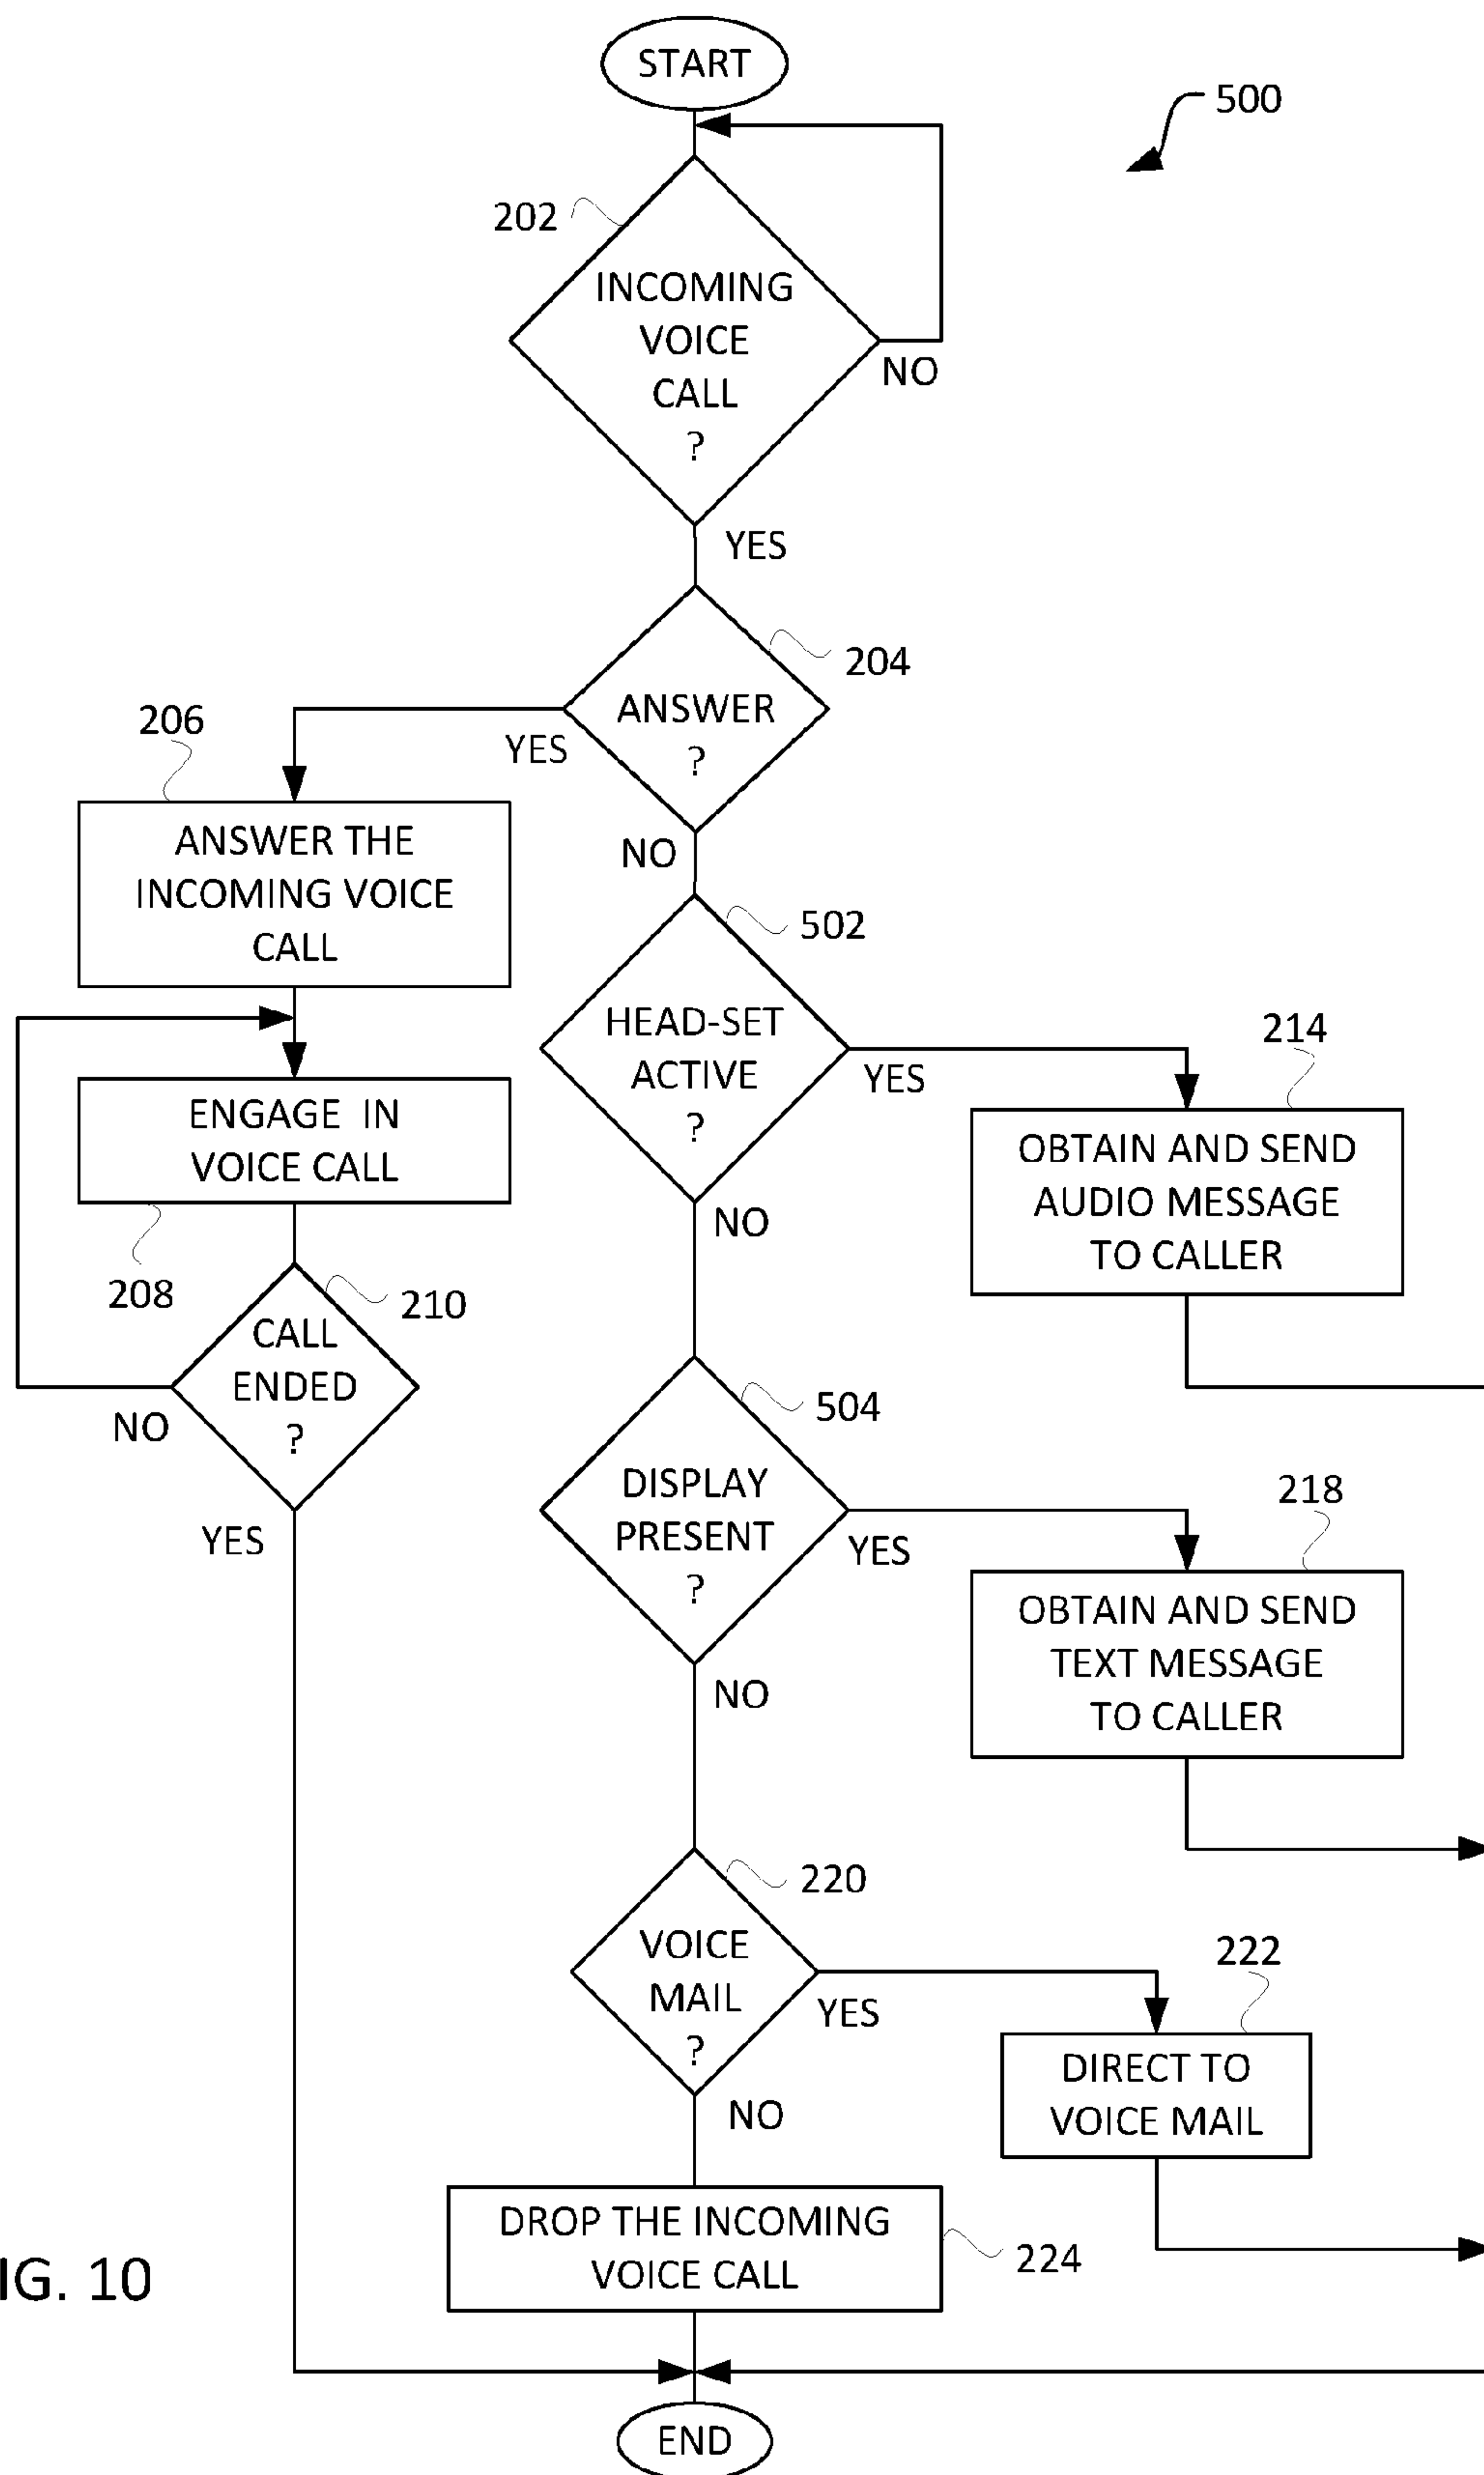 START
500
202
INCOMING
VOICE
CALL
?
NO
YES
204
ANSWER
?
YES
NO
206
ANSWER THE
INCOMING VOICE
CALL
502
HEAD-SET
ACTIVE
?
YES
NO
214
OBTAIN AND SEND
AUDIO MESSAGE
TO CALLER
ENGAGE IN
VOICE CALL
208
210
CALL
ENDED
?
NO
YES
504
DISPLAY
PRESENT
?
YES
NO
218
OBTAIN AND SEND
TEXT MESSAGE
TO CALLER
220
VOICE
MAIL
?
YES
NO
222
DIRECT TO
VOICE MAIL
DROP THE INCOMING
VOICE CALL
224
IG. 10
END